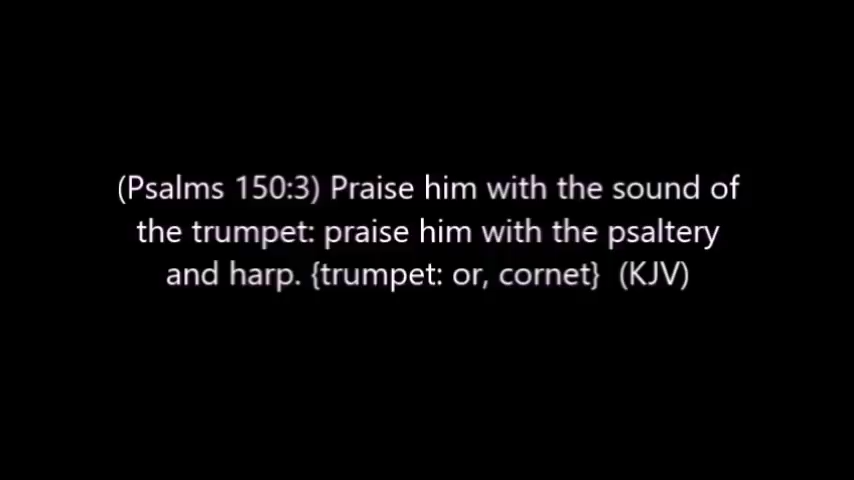 (Psalms 150:3) Praise him with the sound of
the trumpet: praise him with the psaltery
and harp. {trumpet: or, cornet}  (KJV)